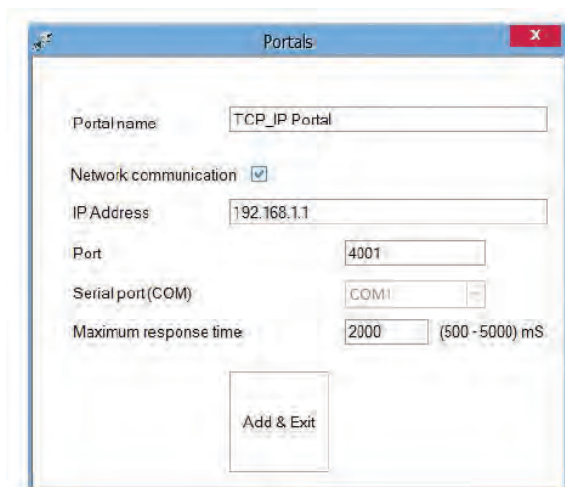 Portals
X
Portal name TCP_IP Portal
Network communication
IP Address 192.168.1.1
Port 4001
Serial port (COM) COM1
Maximum response time 2000 (500 - 5000) mS
Add & Exit